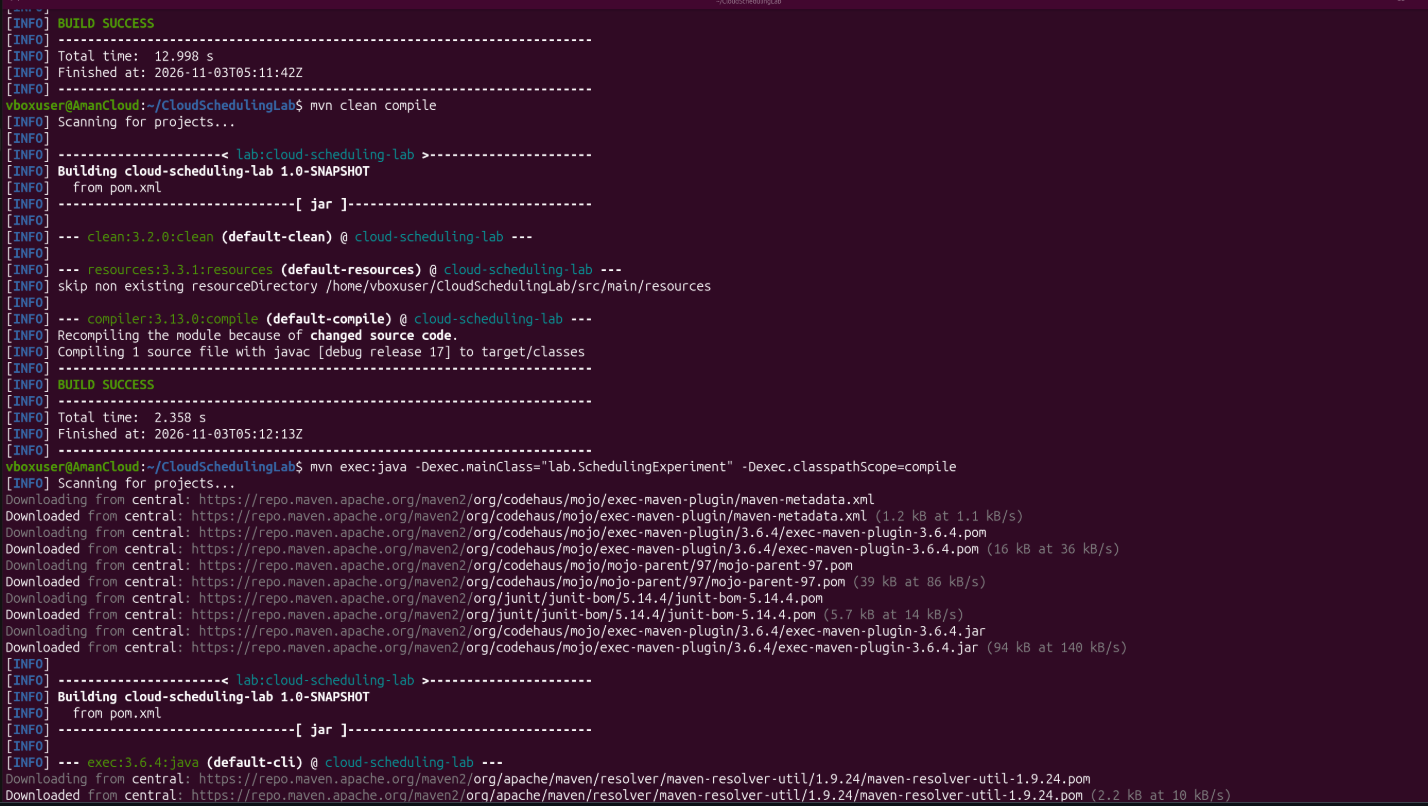 ~/CloudSchedulingLab
[INFO]
[INFO] BUILD SUCCESS
[INFO] ------------------------------------------------------------------------
[INFO] Total time:  12.998 s
[INFO] Finished at: 2026-11-03T05:11:42Z
[INFO] ------------------------------------------------------------------------
vboxuser@AmanCloud:~/CloudSchedulingLab$ mvn clean compile
[INFO] Scanning for projects...
[INFO]
[INFO] ----------------------< lab:cloud-scheduling-lab >----------------------
[INFO] Building cloud-scheduling-lab 1.0-SNAPSHOT
[INFO]   from pom.xml
[INFO] --------------------------------[ jar ]---------------------------------
[INFO]
[INFO] --- clean:3.2.0:clean (default-clean) @ cloud-scheduling-lab ---
[INFO]
[INFO] --- resources:3.3.1:resources (default-resources) @ cloud-scheduling-lab ---
[INFO] skip non existing resourceDirectory /home/vboxuser/CloudSchedulingLab/src/main/resources
[INFO]
[INFO] --- compiler:3.13.0:compile (default-compile) @ cloud-scheduling-lab ---
[INFO] Recompiling the module because of changed source code.
[INFO] Compiling 1 source file with javac [debug release 17] to target/classes
[INFO] ------------------------------------------------------------------------
[INFO] BUILD SUCCESS
[INFO] ------------------------------------------------------------------------
[INFO] Total time:  2.358 s
[INFO] Finished at: 2026-11-03T05:12:13Z
[INFO] ------------------------------------------------------------------------
vboxuser@AmanCloud:~/CloudSchedulingLab$ mvn exec:java -Dexec.mainClass="lab.SchedulingExperiment" -Dexec.classpathScope=compile
[INFO] Scanning for projects...
Downloading from central: https://repo.maven.apache.org/maven2/org/codehaus/mojo/exec-maven-plugin/maven-metadata.xml
Downloaded from central: https://repo.maven.apache.org/maven2/org/codehaus/mojo/exec-maven-plugin/maven-metadata.xml (1.2 kB at 1.1 kB/s)
Downloading from central: https://repo.maven.apache.org/maven2/org/codehaus/mojo/exec-maven-plugin/3.6.4/exec-maven-plugin-3.6.4.pom
Downloaded from central: https://repo.maven.apache.org/maven2/org/codehaus/mojo/exec-maven-plugin/3.6.4/exec-maven-plugin-3.6.4.pom (16 kB at 36 kB/s)
Downloading from central: https://repo.maven.apache.org/maven2/org/codehaus/mojo/mojo-parent/97/mojo-parent-97.pom
Downloaded from central: https://repo.maven.apache.org/maven2/org/codehaus/mojo/mojo-parent/97/mojo-parent-97.pom (39 kB at 86 kB/s)
Downloading from central: https://repo.maven.apache.org/maven2/org/junit/junit-bom/5.14.4/junit-bom-5.14.4.pom
Downloaded from central: https://repo.maven.apache.org/maven2/org/junit/junit-bom/5.14.4/junit-bom-5.14.4.pom (5.7 kB at 14 kB/s)
Downloading from central: https://repo.maven.apache.org/maven2/org/codehaus/mojo/exec-maven-plugin/3.6.4/exec-maven-plugin-3.6.4.jar
Downloaded from central: https://repo.maven.apache.org/maven2/org/codehaus/mojo/exec-maven-plugin/3.6.4/exec-maven-plugin-3.6.4.jar (94 kB at 140 kB/s)
[INFO]
[INFO] ----------------------< lab:cloud-scheduling-lab >----------------------
[INFO] Building cloud-scheduling-lab 1.0-SNAPSHOT
[INFO]   from pom.xml
[INFO] --------------------------------[ jar ]---------------------------------
[INFO]
[INFO] --- exec:3.6.4:java (default-cli) @ cloud-scheduling-lab ---
Downloading from central: https://repo.maven.apache.org/maven2/org/apache/maven/resolver/maven-resolver-util/1.9.24/maven-resolver-util-1.9.24.pom
Downloaded from central: https://repo.maven.apache.org/maven2/org/apache/maven/resolver/maven-resolver-util/1.9.24/maven-resolver-util-1.9.24.pom (2.2 kB at 10 kB/s)